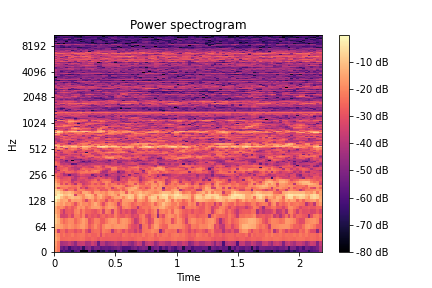 Power spectrogram
8192
4096
2048
1024
512
256
128
64
0
Hz
0
0.5
1
1.5
2
Time
-10 dB
-20 dB
-30 dB
-40 dB
-50 dB
-60 dB
-70 dB
-80 dB